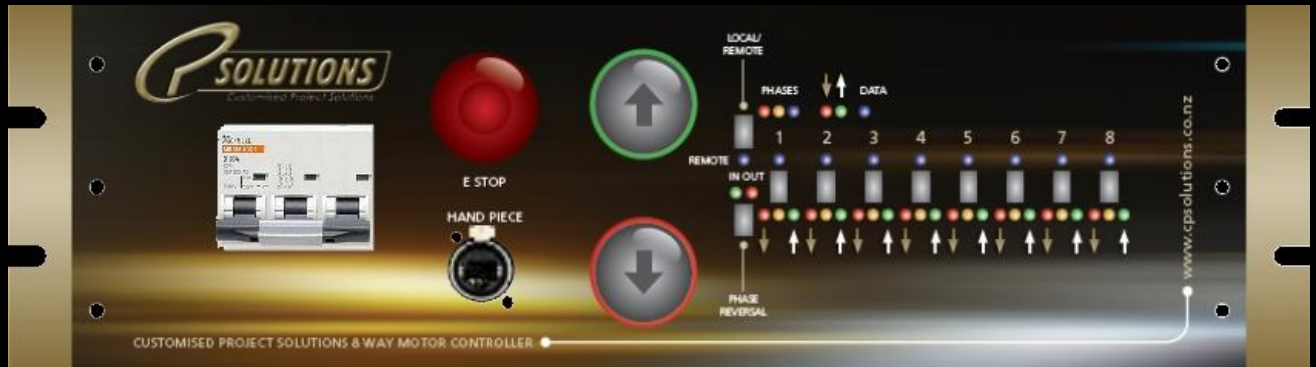 CP SOLUTIONS
Customised Project Solutions
E STOP
HAND PIECE
LOCAL/
REMOTE
PHASES
DATA
1 2 3 4 5 6 7 8
REMOTE
IN OUT
PHASE
REVERSAL
www.cpsolutions.co.nz
CUSTOMISED PROJECT SOLUTIONS 8 WAY MOTOR CONTROLLER